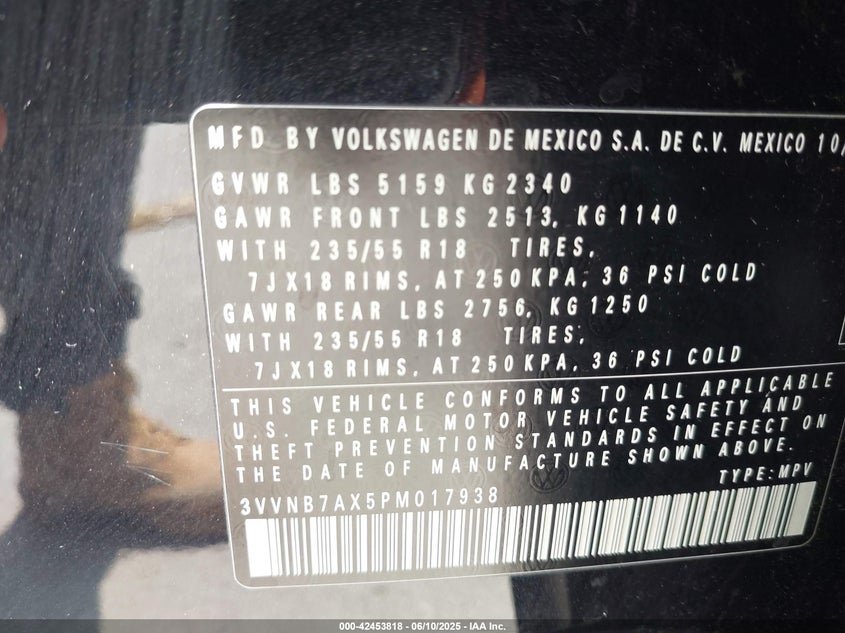 MFD BY VOLKSWAGEN DE MEXICO S.A. DE C.V. MEXICO 10/
GVWR LBS 5159 KG 2340
GAWR FRONT LBS 2513, KG 1140
WITH 235/55 R18 TIRES,
7JX18 RIMS, AT 250 KPA, 36 PSI COLD
GAWR REAR LBS 2756, KG 1250
WITH 235/55 R18 TIRES,
7JX18 RIMS, AT 250 KPA, 36 PSI COLD
THIS VEHICLE CONFORMS TO ALL APPLICABLE
U.S. FEDERAL MOTOR VEHICLE SAFETY AND
THEFT PREVENTION STANDARDS IN EFFECT ON
THE DATE OF MANUFACTURE SHOWN ABOVE.
TYPE: MPV
3VVNB7AX5PM017938
000-42453818 - 06/10/2025 - IAA Inc.